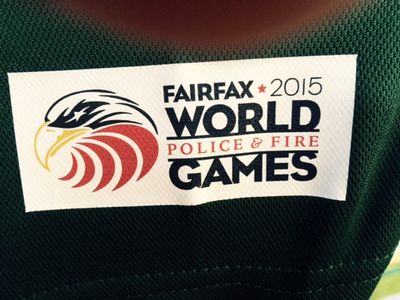 FAIRFAX ★ 2015
WORLD
POLICE & FIRE
GAMES